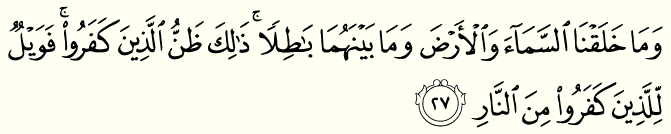 وَمَا خَلَقْنَا ٱلسَّمَآءَ وَٱلْأَرْضَ وَمَا بَيْنَهُمَا بَٰطِلًا ۚ ذَٰلِكَ ظَنُّ ٱلَّذِينَ كَفَرُوا۟ ۚ فَوَيْلٌ
لِّلَّذِينَ كَفَرُوا۟ مِنَ ٱلنَّارِ ٢٧